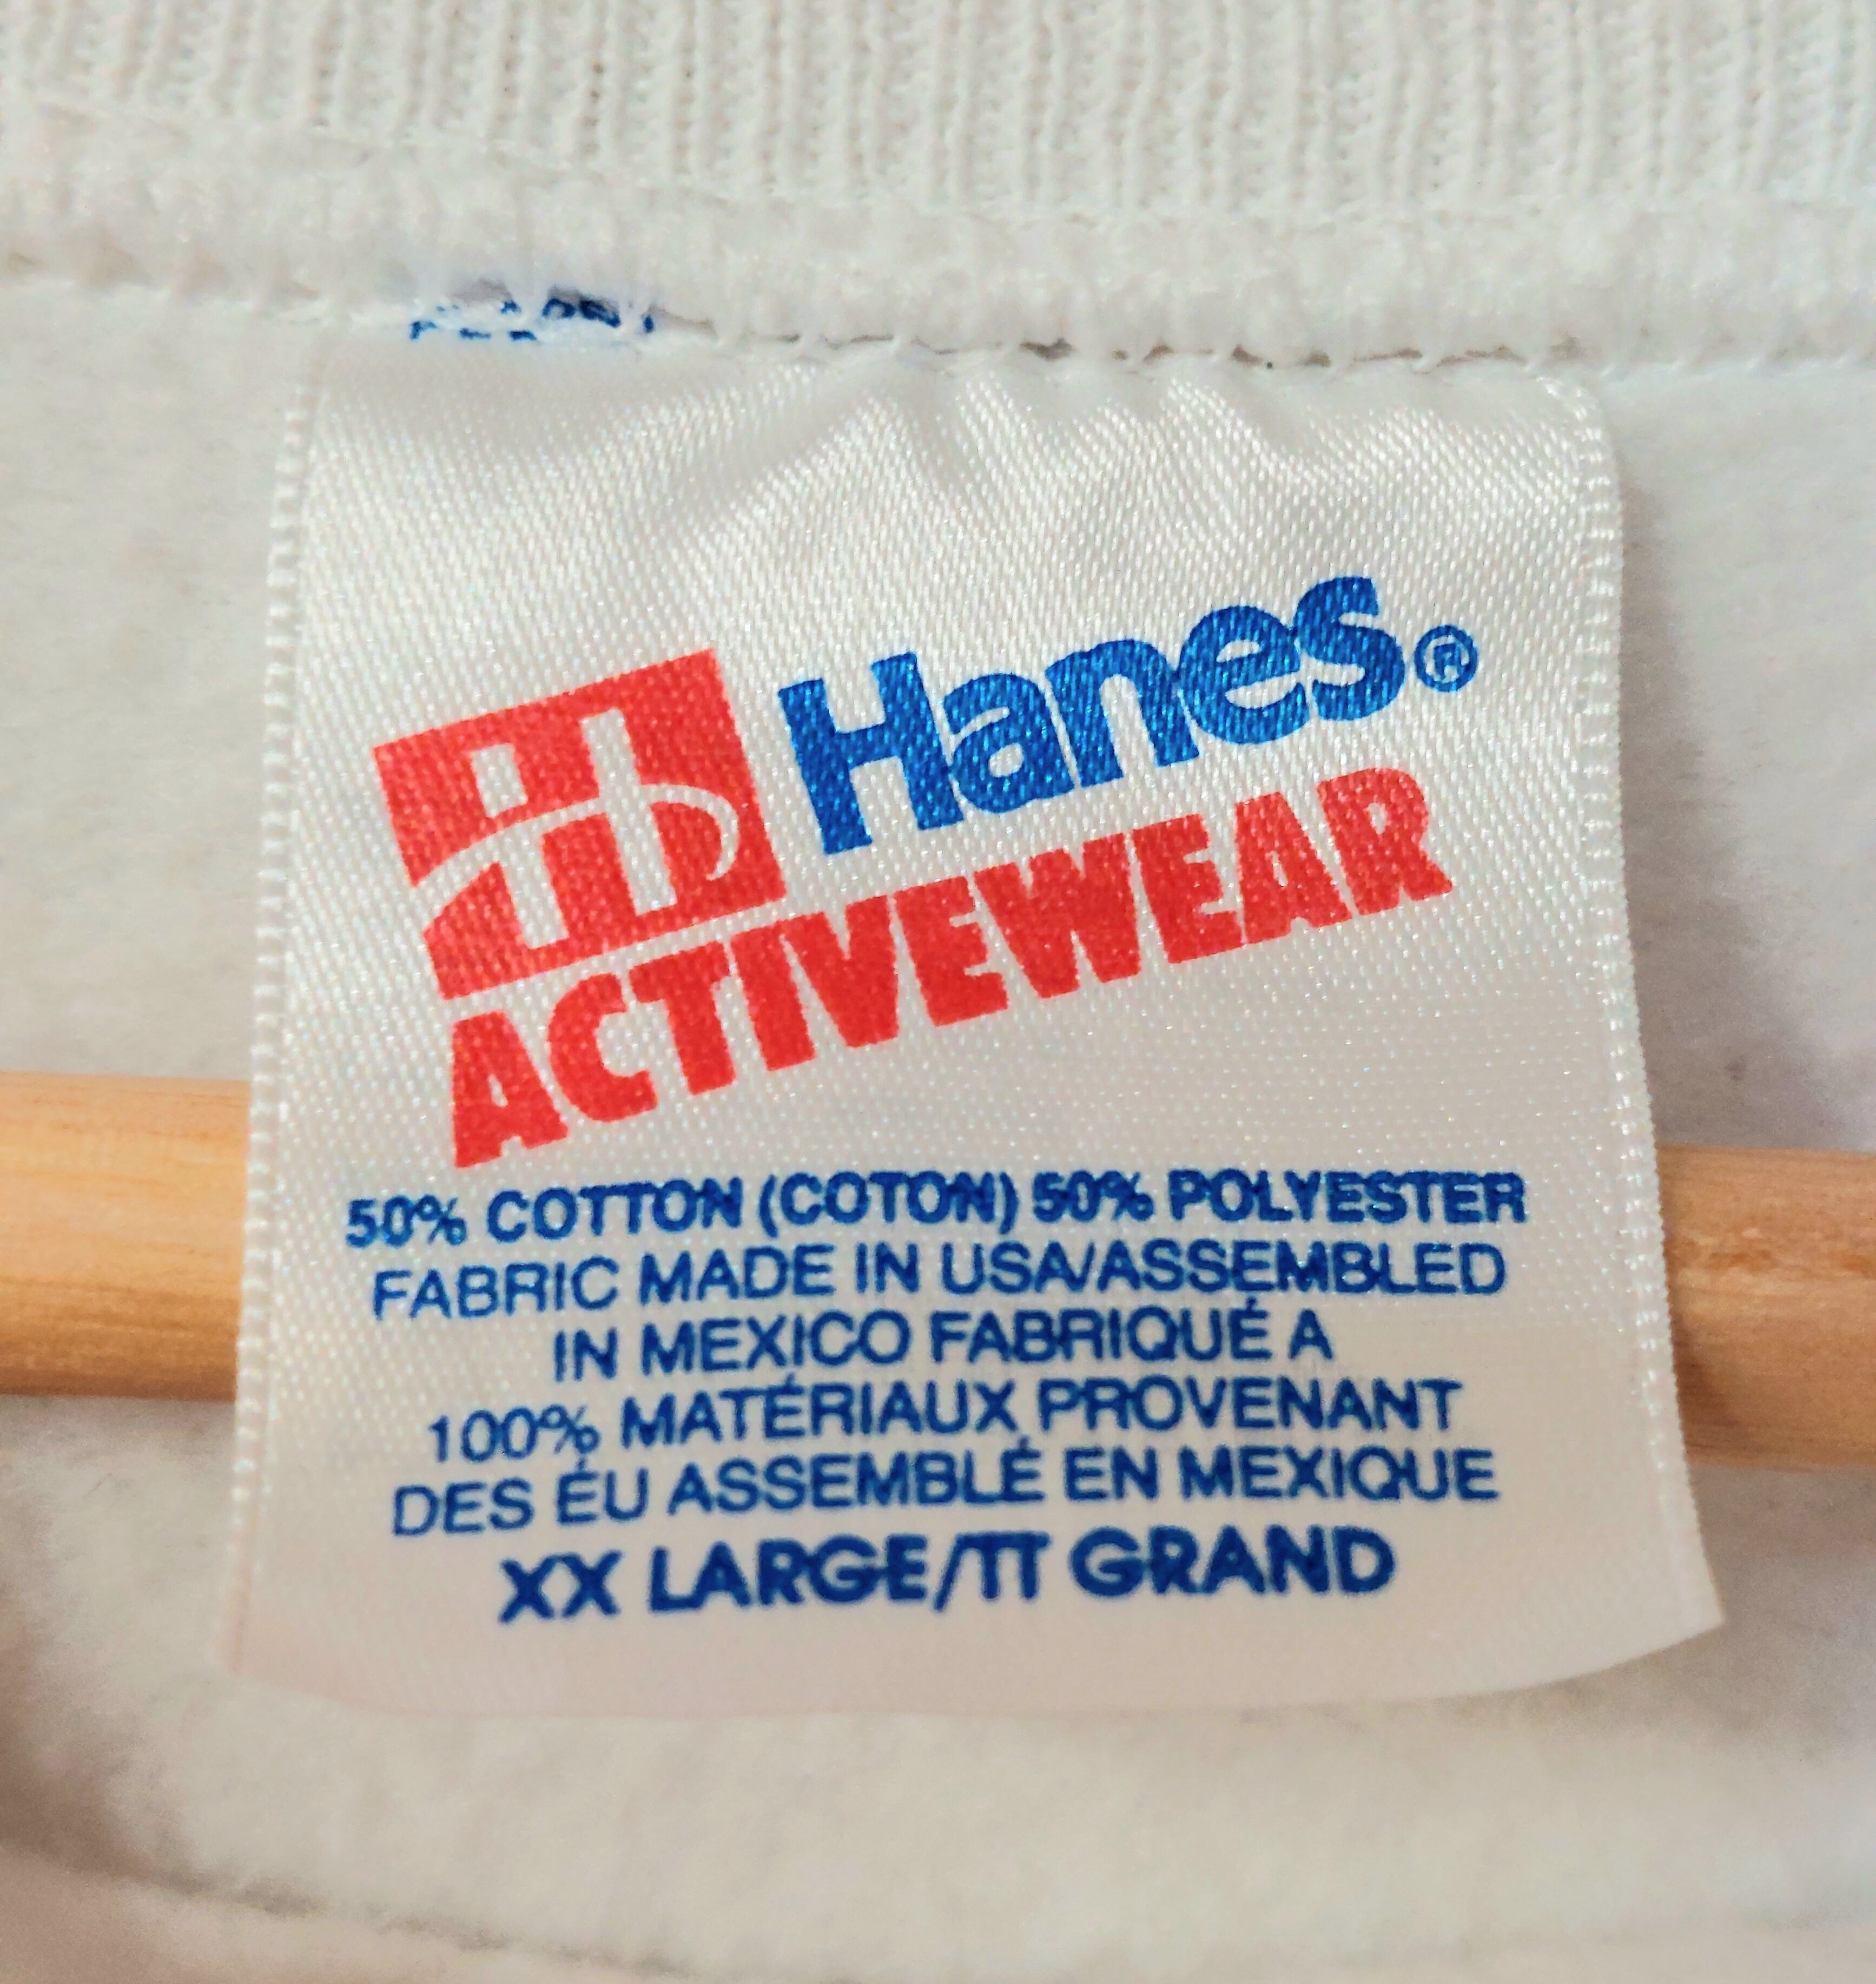 Hanes®
ACTIVEWEAR
50% COTTON (COTON) 50% POLYESTER
FABRIC MADE IN USA/ASSEMBLED
IN MEXICO FABRIQUÉ A
100% MATÉRIAUX PROVENANT
DES ÉU ASSEMBLÉ EN MEXIQUE
XX LARGE/TT GRAND